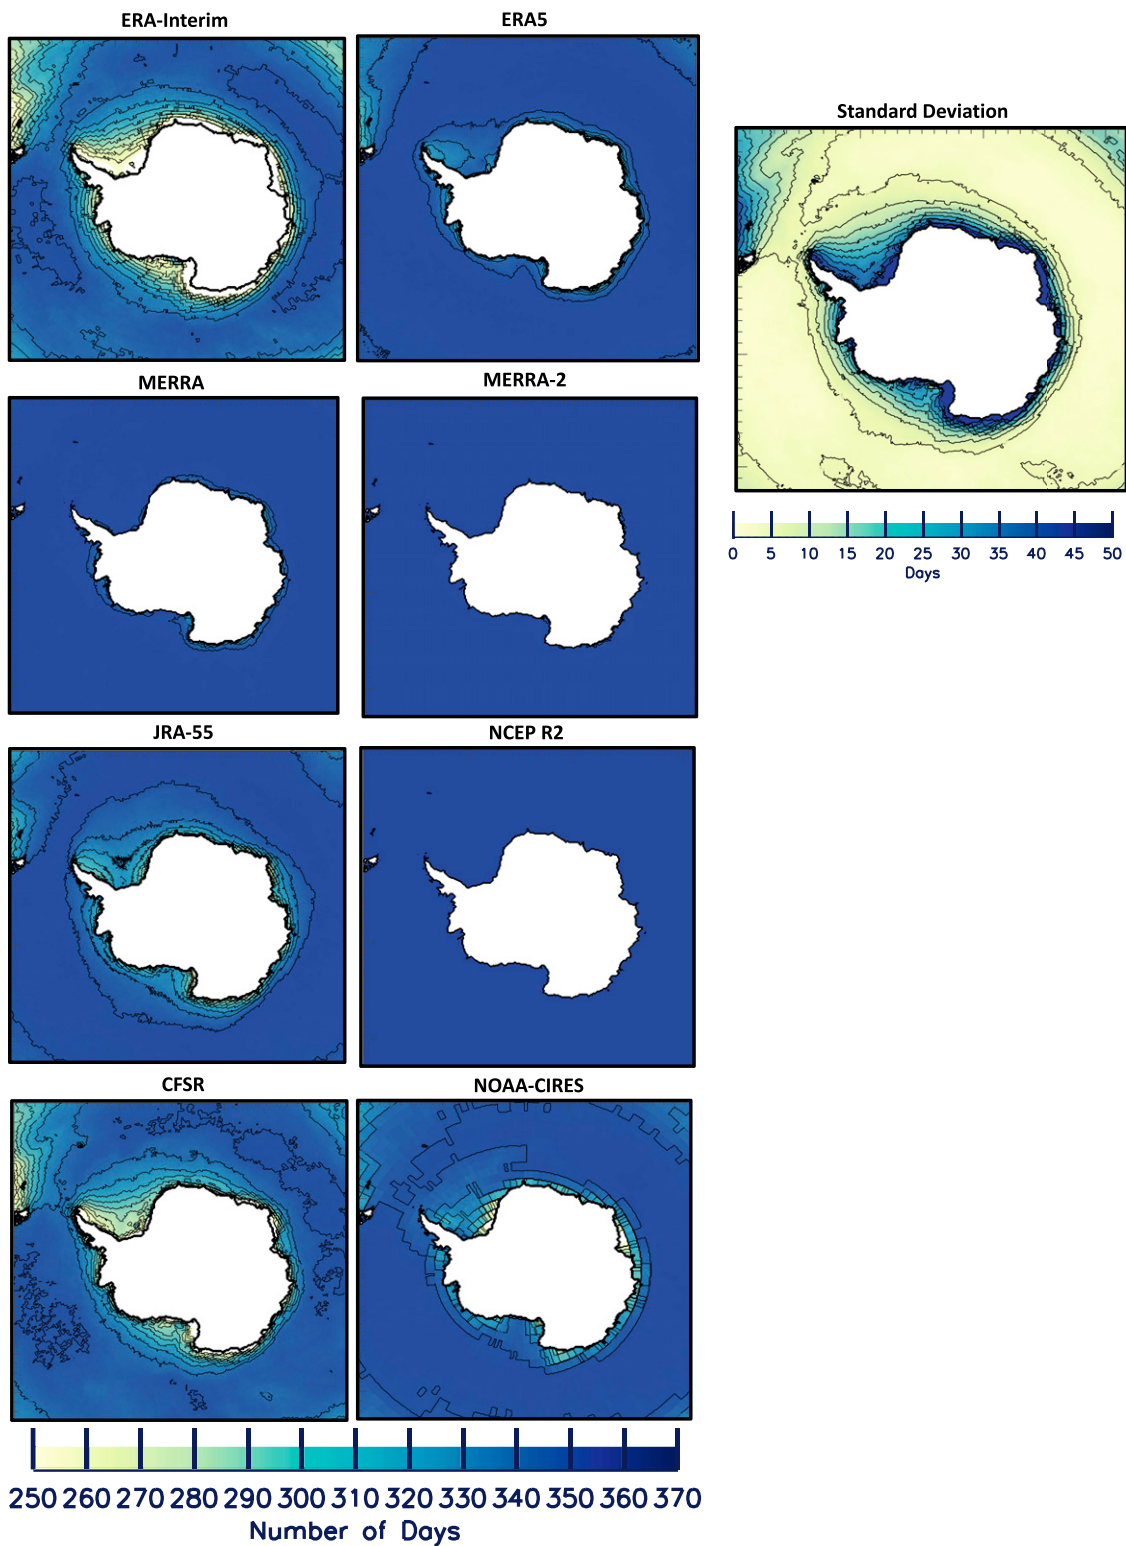 ERA-Interim
ERA5
Standard Deviation
MERRA
MERRA-2
0 5 10 15 20 25 30 35 40 45 50
Days
JRA-55
NCEP R2
CFSR
NOAA-CIRES
250 260 270 280 290 300 310 320 330 340 350 360 370
Number of Days